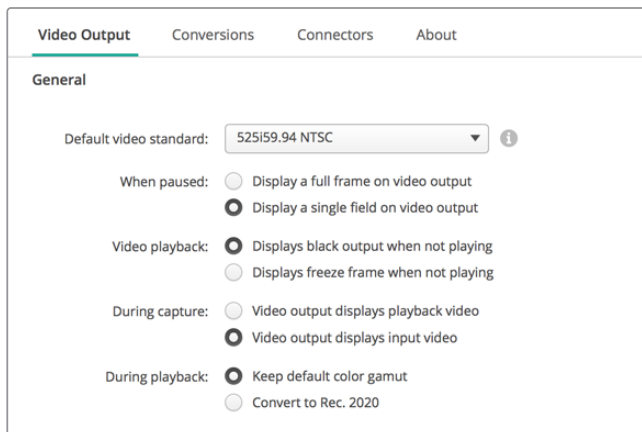 Video Output Conversions Connectors About
General
Default video standard: 525i59.94 NTSC
When paused: Display a full frame on video output
Display a single field on video output
Video playback: Displays black output when not playing
Displays freeze frame when not playing
During capture: Video output displays playback video
Video output displays input video
During playback: Keep default color gamut
Convert to Rec. 2020